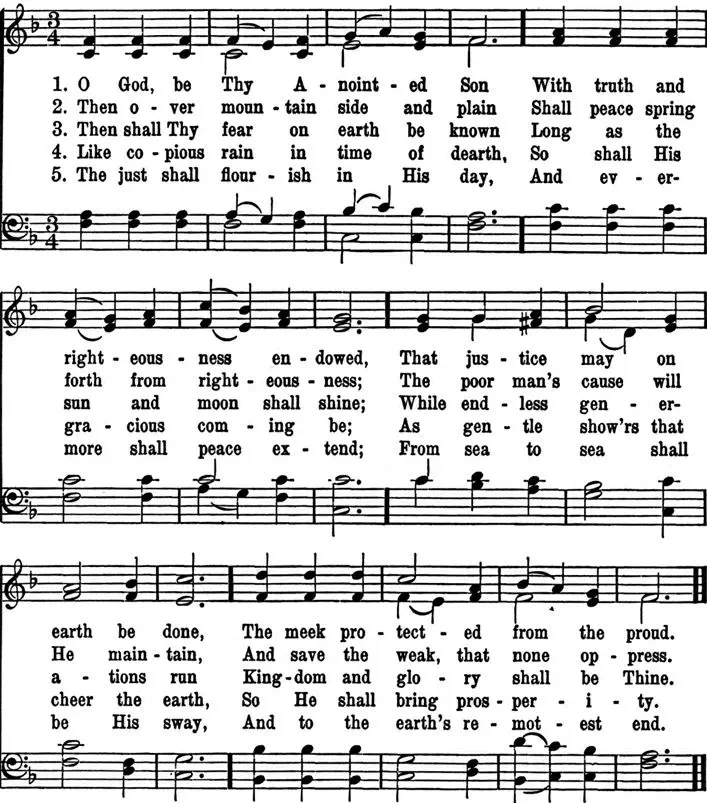 1. O God, be Thy A - noint - ed Son With truth and
2. Then o - ver moun - tain side and plain Shall peace spring
3. Then shall Thy fear on earth be known Long as the
4. Like co - pious rain in time of dearth, So shall His
5. The just shall flour - ish in His day, And ev - er-
right - eous - ness en - dowed, That jus - tice may on
forth from right - eous - ness; The poor man's cause will
sun and moon shall shine; While end - less gen - er-
gra - cious com - ing be; As gen - tle show'rs that
more shall peace ex - tend; From sea to sea shall
earth be done, The meek pro - tect - ed from the proud.
He main - tain, And save the weak, that none op - press.
a - tions run King - dom and glo - ry shall be Thine.
cheer the earth, So He shall bring pros - per - i - ty.
be His sway, And to the earth's re - mot - est end.